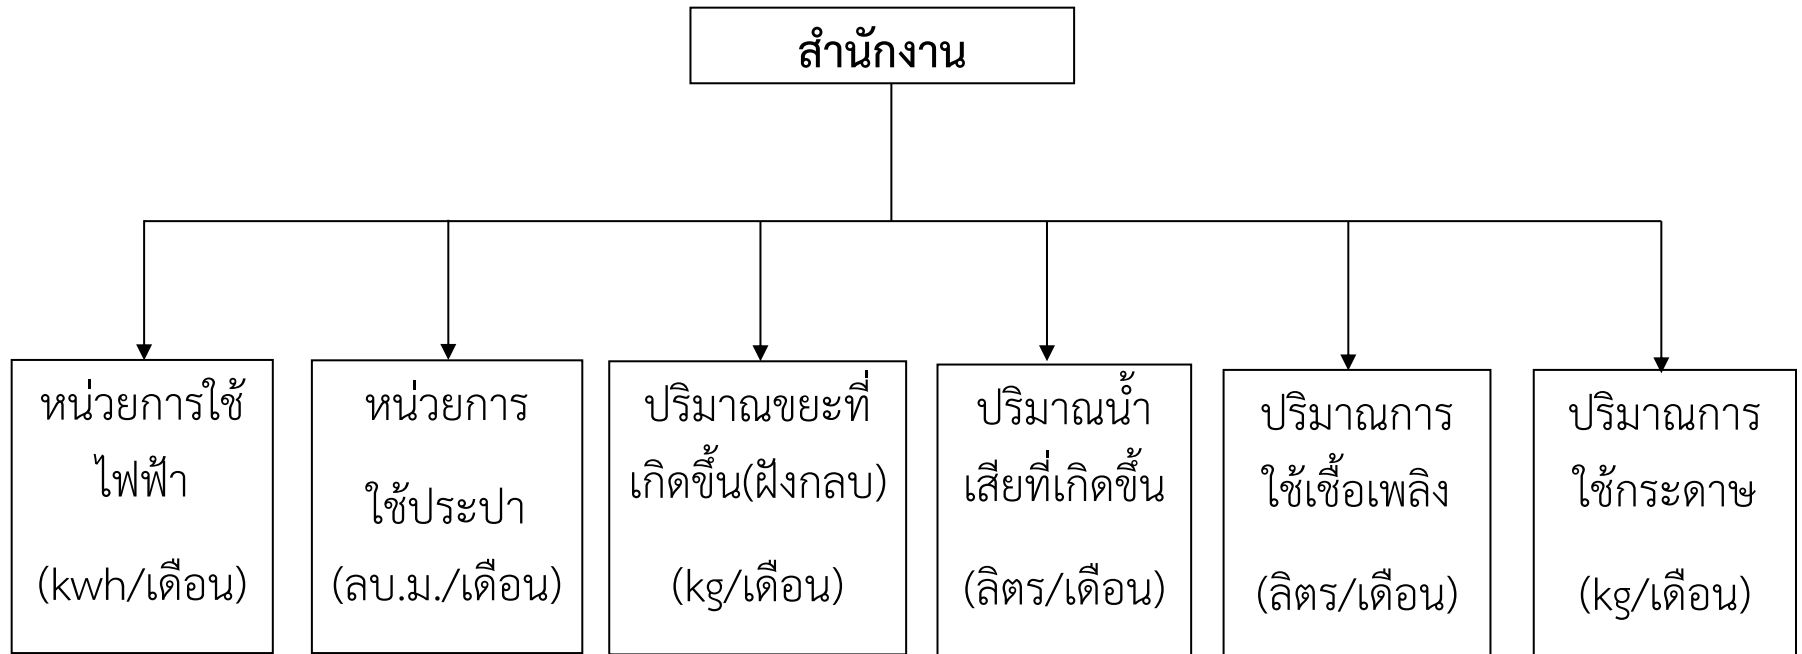 สำนักงาน
หน่วยการใช้
ไฟฟ้า
(kwh/เดือน)
หน่วยการ
ใช้ประปา
(ลบ.ม./เดือน)
ปริมาณขยะที่
เกิดขึ้น(ฝังกลบ)
(kg/เดือน)
ปริมาณน้ำ
เสียที่เกิดขึ้น
(ลิตร/เดือน)
ปริมาณการ
ใช้เชื้อเพลิง
(ลิตร/เดือน)
ปริมาณการ
ใช้กระดาษ
(kg/เดือน)